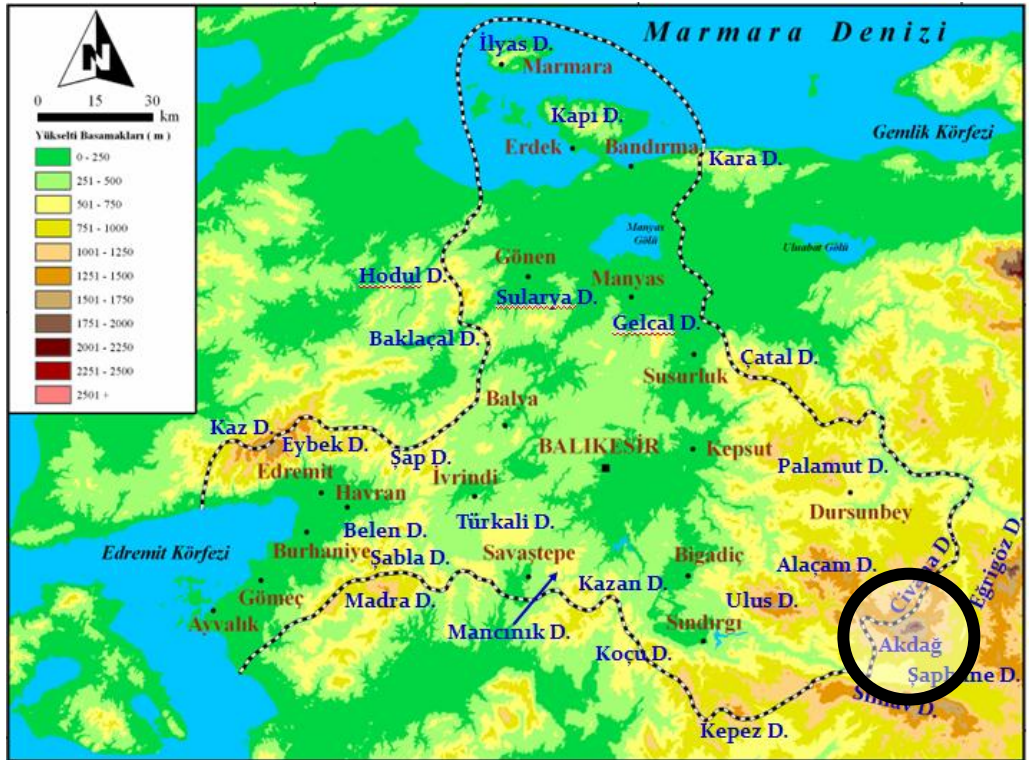 İlyas D.
Marmara Denizi
Marmara
N
0 15 30
km
Kapı D.
Yükselti Basamakları ( m )
Gemlik Körfezi
Erdek
Bandırma
Kara D.
0 - 250
251 - 500
501 - 750
751 - 1000
1001 - 1250
1251 - 1500
1501 - 1750
1751 - 2000
2001 - 2250
2251 - 2500
2501 +
Manyas
Gölü
Uluabat Gölü
Gönen
Hodul D.
Manyas
Sularya D.
Gelçal D.
Baklaçal D.
Çatal D.
Susurluk
Balya
Kaz D.
Eybek D.
BALIKESİR
Kepsut
Şap D.
Edremit
İvrindi
Palamut D.
Havran
Dursunbey
Türkali D.
Belen D.
Edremit Körfezi
Burhaniye
Şabla D.
Savaştepe
Bigadiç
Alaçam D.
Eğrigöz D.
Kazan D.
Gömeç
Madra D.
Ulus D.
Ayvalık
Mancınık D.
Sındırgı
Akdağ
Koçu D.
Şaphane D.
Kepez D.